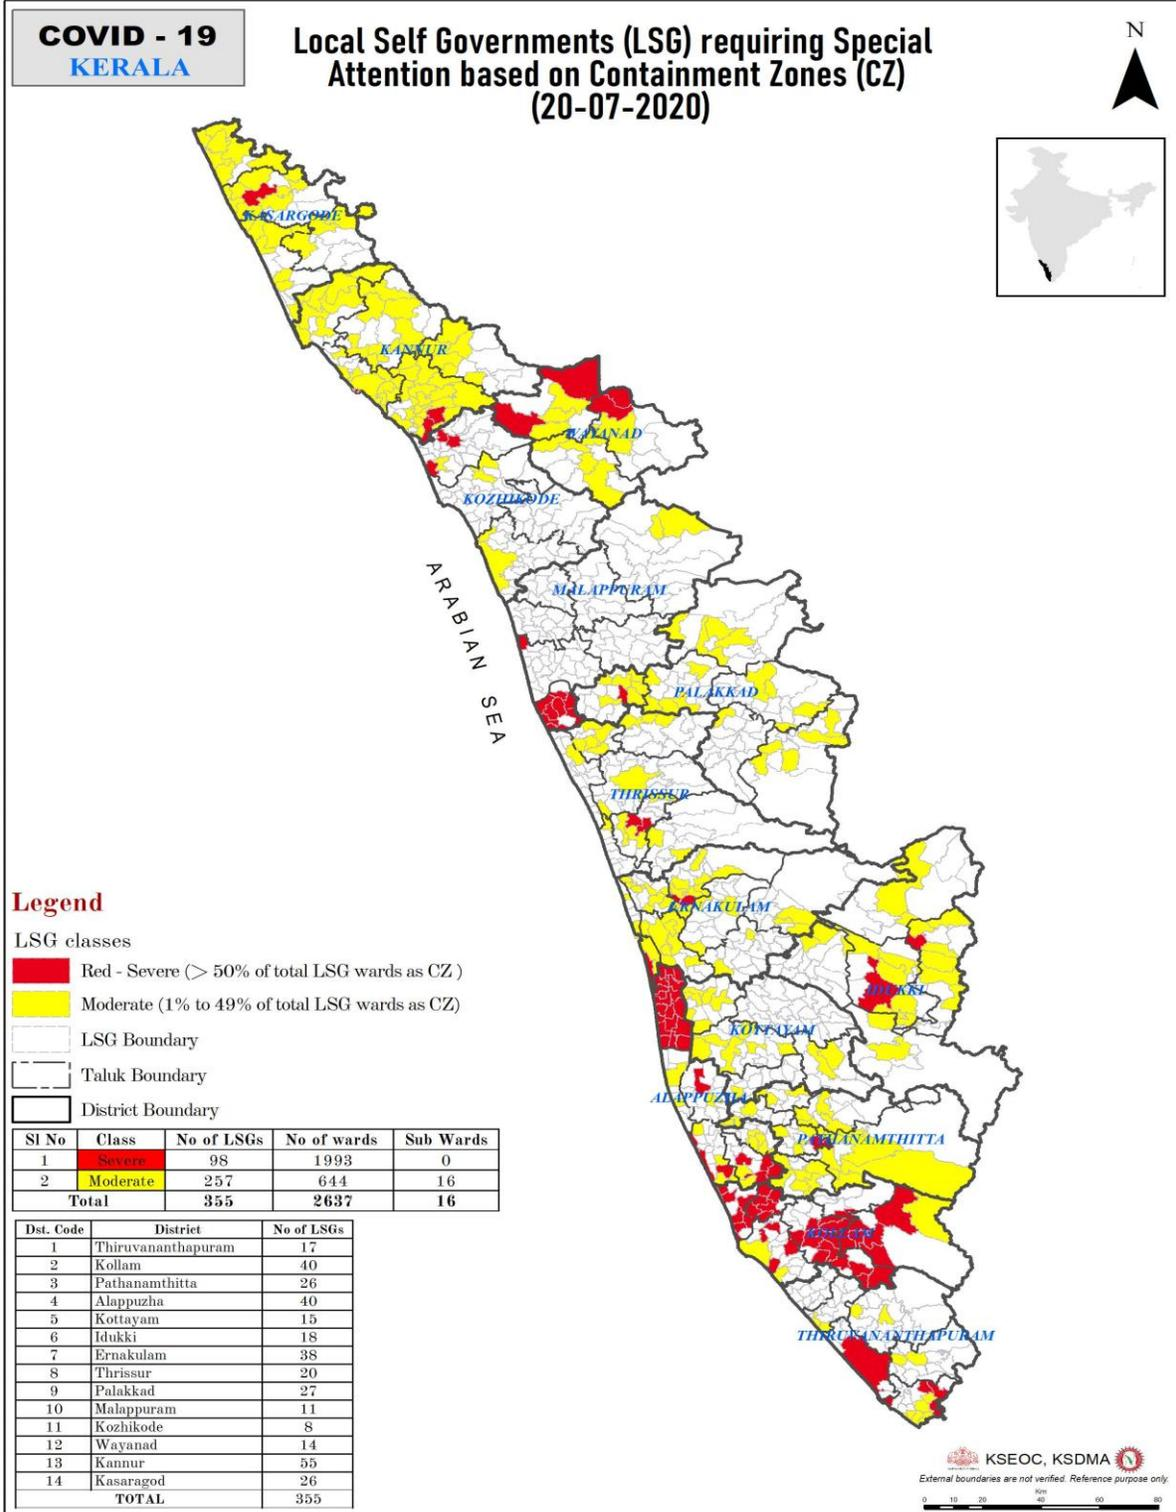 COVID - 19
KERALA
Local Self Governments (LSG) requiring Special
Attention based on Containment Zones (CZ)
(20-07-2020)
N
KASARGODE
KANNUR
WAYANAD
KOZHIKODE
MALAPPURAM
ARABIAN SEA
PALAKKAD
THRISSUR
ERNAKULAM
IDUKKI
KOTTAYAM
ALAPPUZHA
PATHANAMTHITTA
KOLLAM
THIRUVANANTHAPURAM
Legend
LSG classes
Red - Severe (> 50% of total LSG wards as CZ )
Moderate (1% to 49% of total LSG wards as CZ)
LSG Boundary
Taluk Boundary
District Boundary
Sl No Class No of LSGs No of wards Sub Wards
1 Severe 98 1993 0
2 Moderate 257 644 16
Total 355 2637 16
Dst. Code District No of LSGs
1 Thiruvananthapuram 17
2 Kollam 40
3 Pathanamthitta 26
4 Alappuzha 40
5 Kottayam 15
6 Idukki 18
7 Ernakulam 38
8 Thrissur 20
9 Palakkad 27
10 Malappuram 11
11 Kozhikode 8
12 Wayanad 14
13 Kannur 55
14 Kasaragod 26
TOTAL 355
KSEOC, KSDMA
External boundaries are not verified. Reference purpose only.
Km
0 10 20 40 60 80